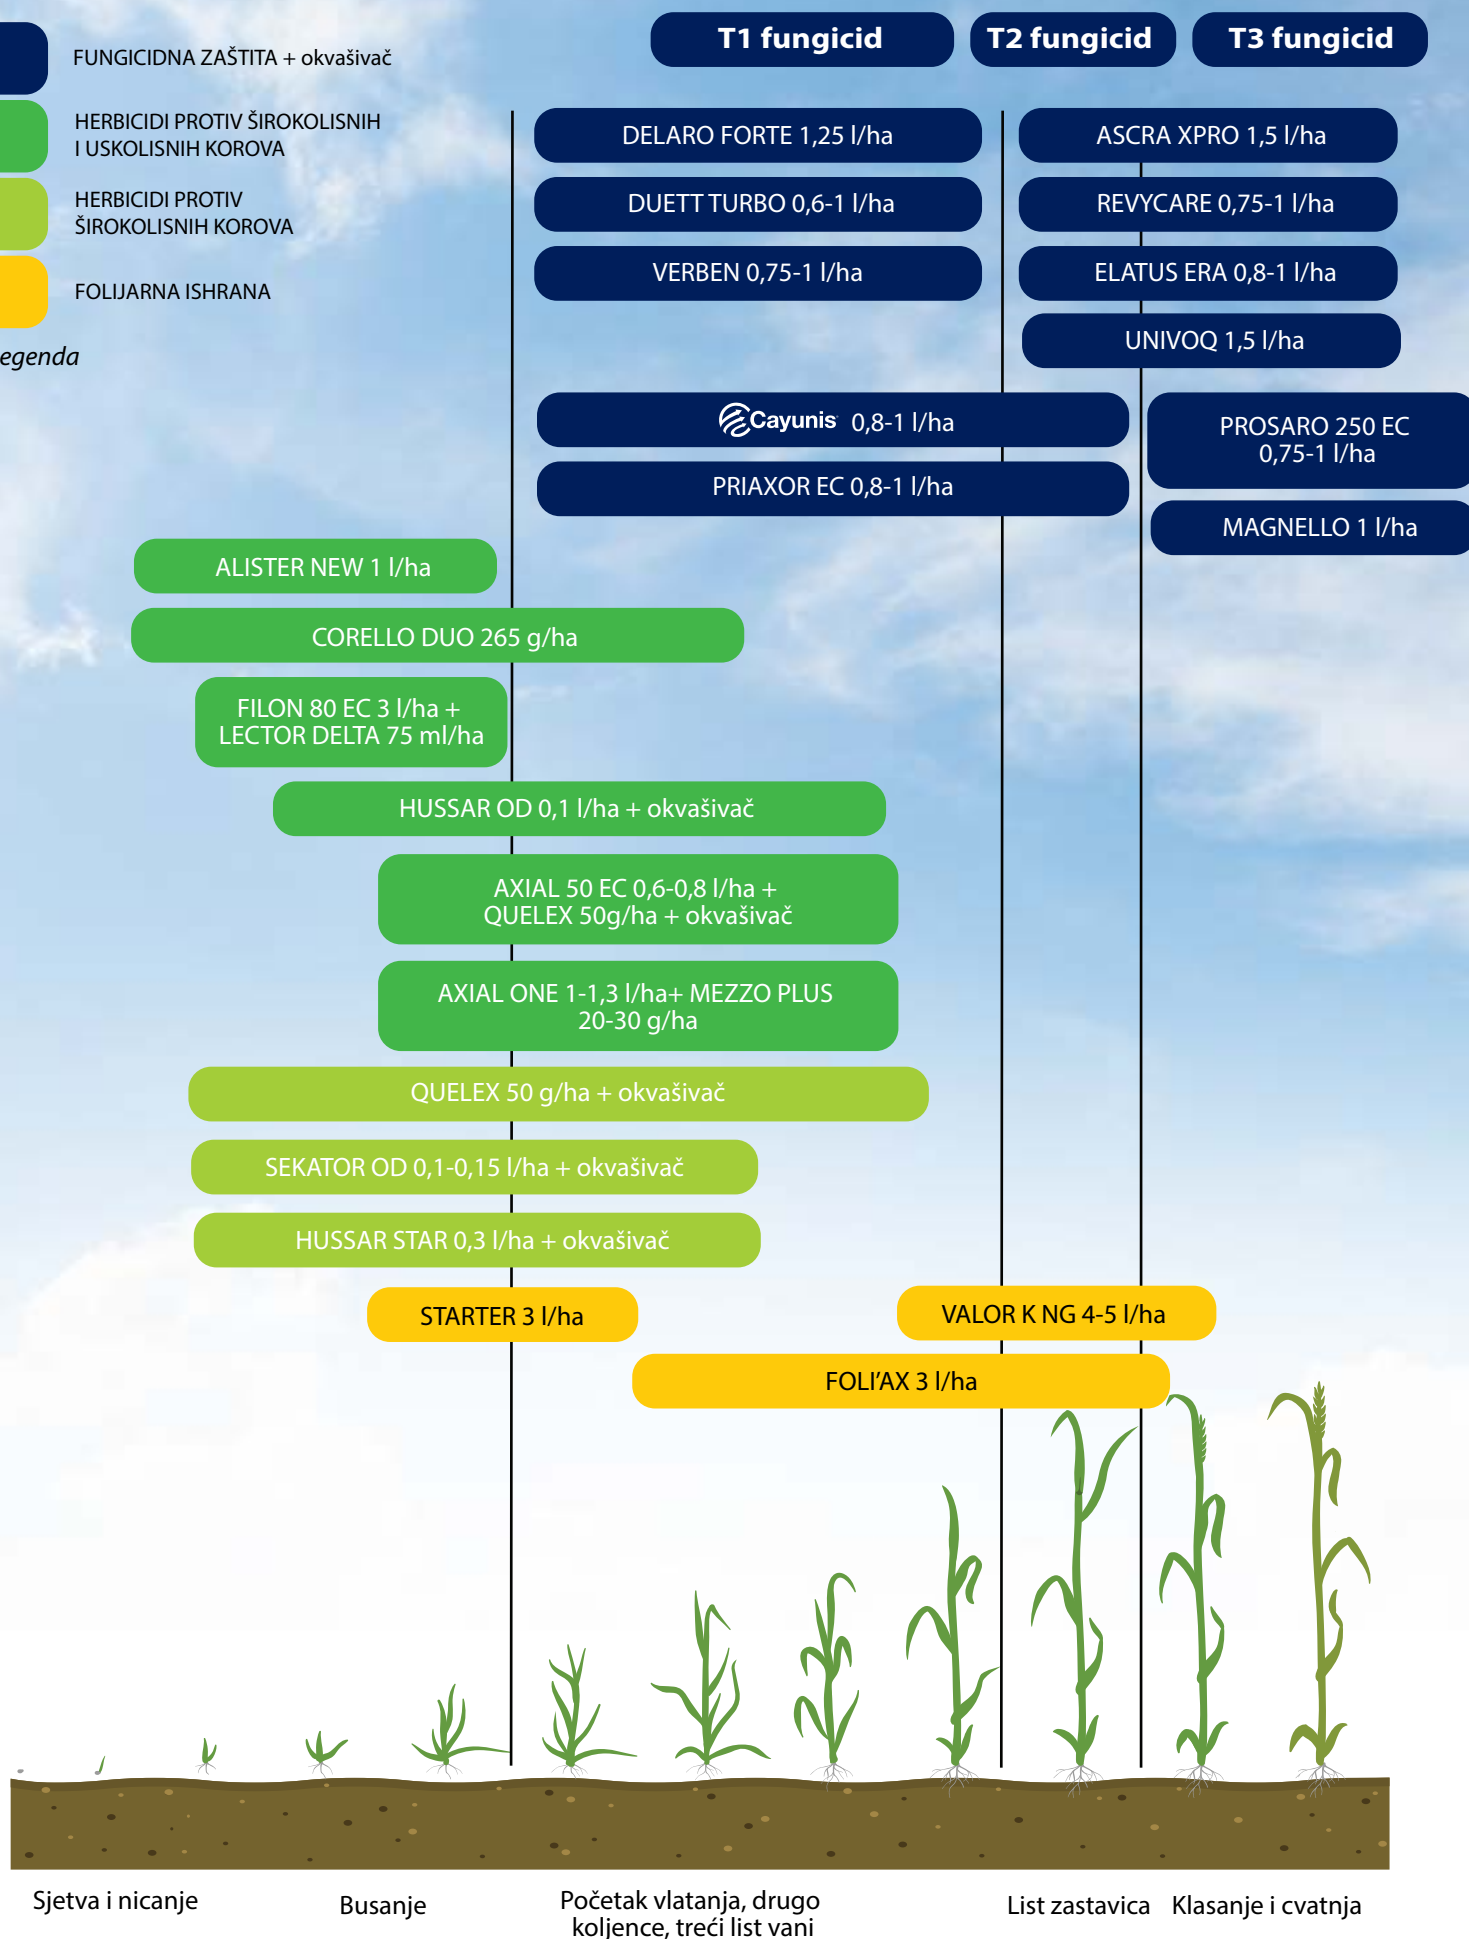 T1 fungicid
T2 fungicid
T3 fungicid
FUNGICIDNA ZAŠTITA + okvašivač
HERBICIDI PROTIV ŠIROKOLISNIH
I USKOLISNIH KOROVA
HERBICIDI PROTIV
ŠIROKOLISNIH KOROVA
FOLIJARNA ISHRANA
egenda
DELARO FORTE 1,25 l/ha
DUETT TURBO 0,6-1 l/ha
VERBEN 0,75-1 l/ha
ASCRA XPRO 1,5 l/ha
REVYCARE 0,75-1 l/ha
ELATUS ERA 0,8-1 l/ha
UNIVOQ 1,5 l/ha
Cayunis 0,8-1 l/ha
PRIAXOR EC 0,8-1 l/ha
PROSARO 250 EC
0,75-1 l/ha
MAGNELLO 1 l/ha
ALISTER NEW 1 l/ha
CORELLO DUO 265 g/ha
FILON 80 EC 3 l/ha +
LECTOR DELTA 75 ml/ha
HUSSAR OD 0,1 l/ha + okvašivač
AXIAL 50 EC 0,6-0,8 l/ha +
QUELEX 50g/ha + okvašivač
AXIAL ONE 1-1,3 l/ha+ MEZZO PLUS
20-30 g/ha
QUELEX 50 g/ha + okvašivač
SEKATOR OD 0,1-0,15 l/ha + okvašivač
HUSSAR STAR 0,3 l/ha + okvašivač
STARTER 3 l/ha
VALOR K NG 4-5 l/ha
FOLI’AX 3 l/ha
Sjetva i nicanje
Busanje
Početak vlatanja, drugo
koljence, treći list vani
List zastavica
Klasanje i cvatnja